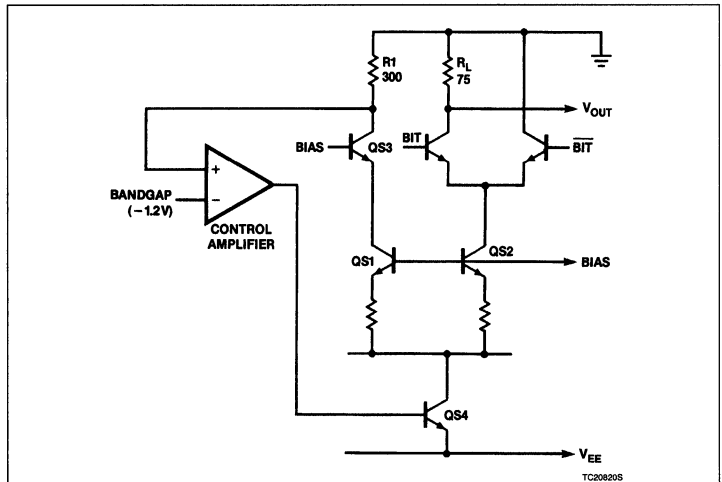 R1
300
RL
75
VOUT
BIAS
QS3
BIT
B̅I̅T̅
+
BANDGAP
(−1.2V)
−
CONTROL
AMPLIFIER
QS1
QS2
BIAS
QS4
VEE
TC20820S